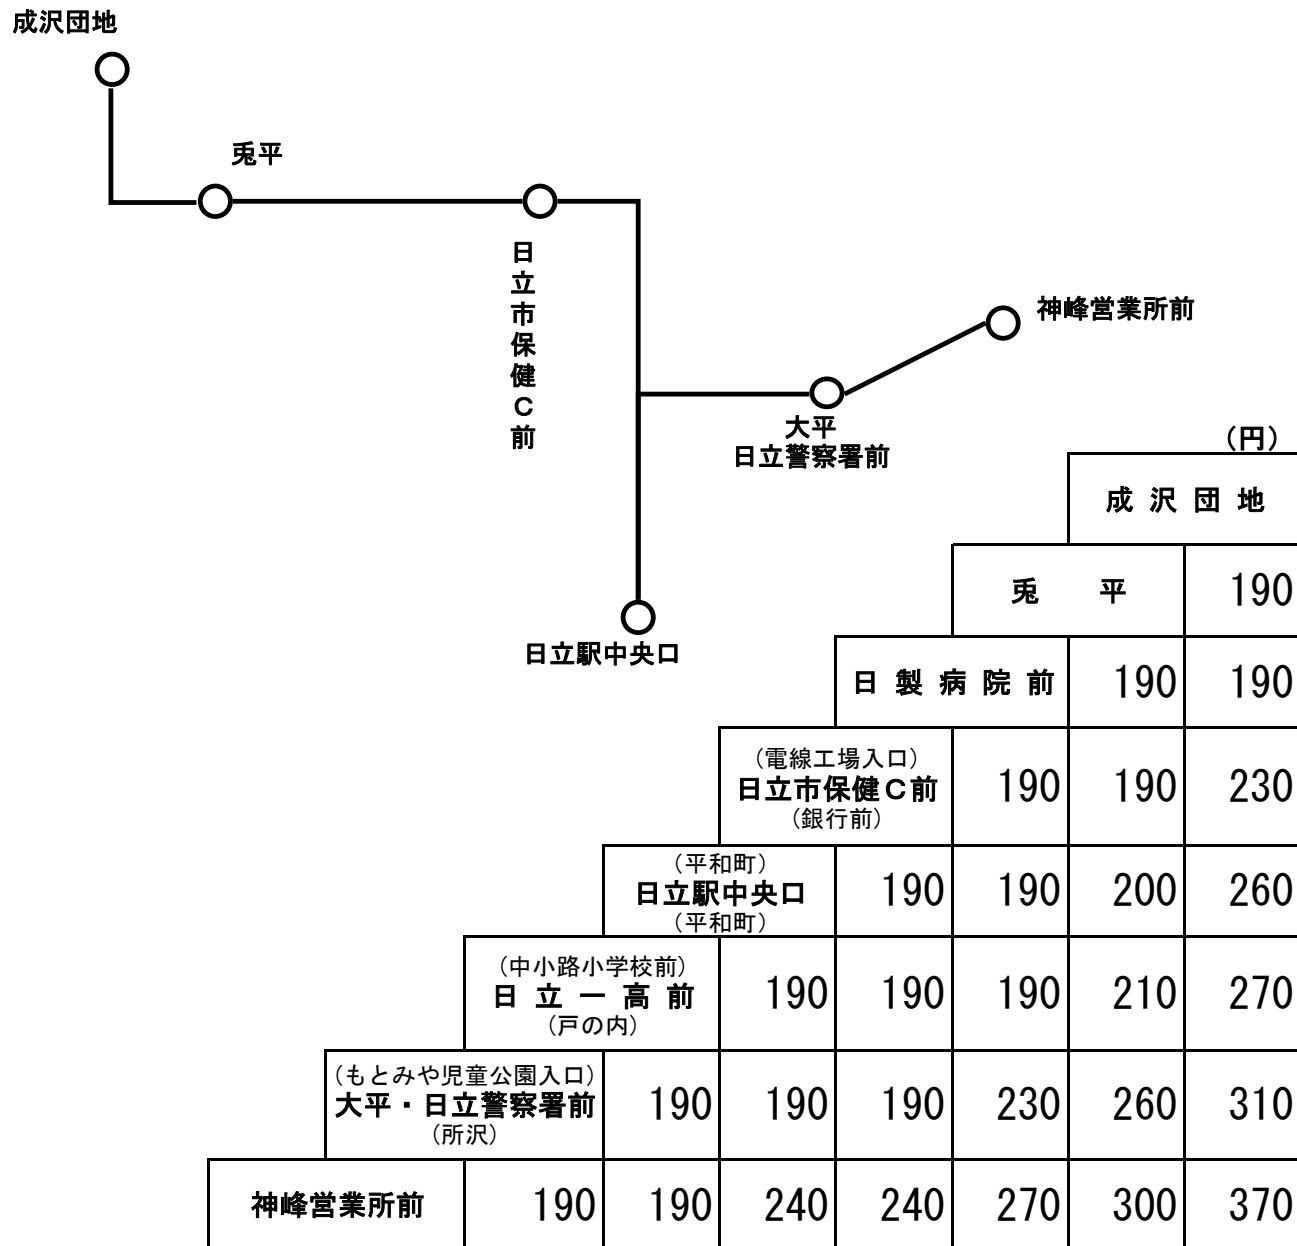 成沢団地
兎平
日立市保健C前
神峰営業所前
大平
日立警察署前
日立駅中央口
(円)
成沢団地
兎平 190
日製病院前 190 190
(電線工場入口)
日立市保健C前 190 190 230
(銀行前)
(平和町)
日立駅中央口 190 190 200 260
(平和町)
(中小路小学校前)
日立一高前 190 190 190 210 270
(戸の内)
(もとみや児童公園入口)
大平・日立警察署前 190 190 190 230 260 310
(所沢)
神峰営業所前 190 190 240 240 270 300 370